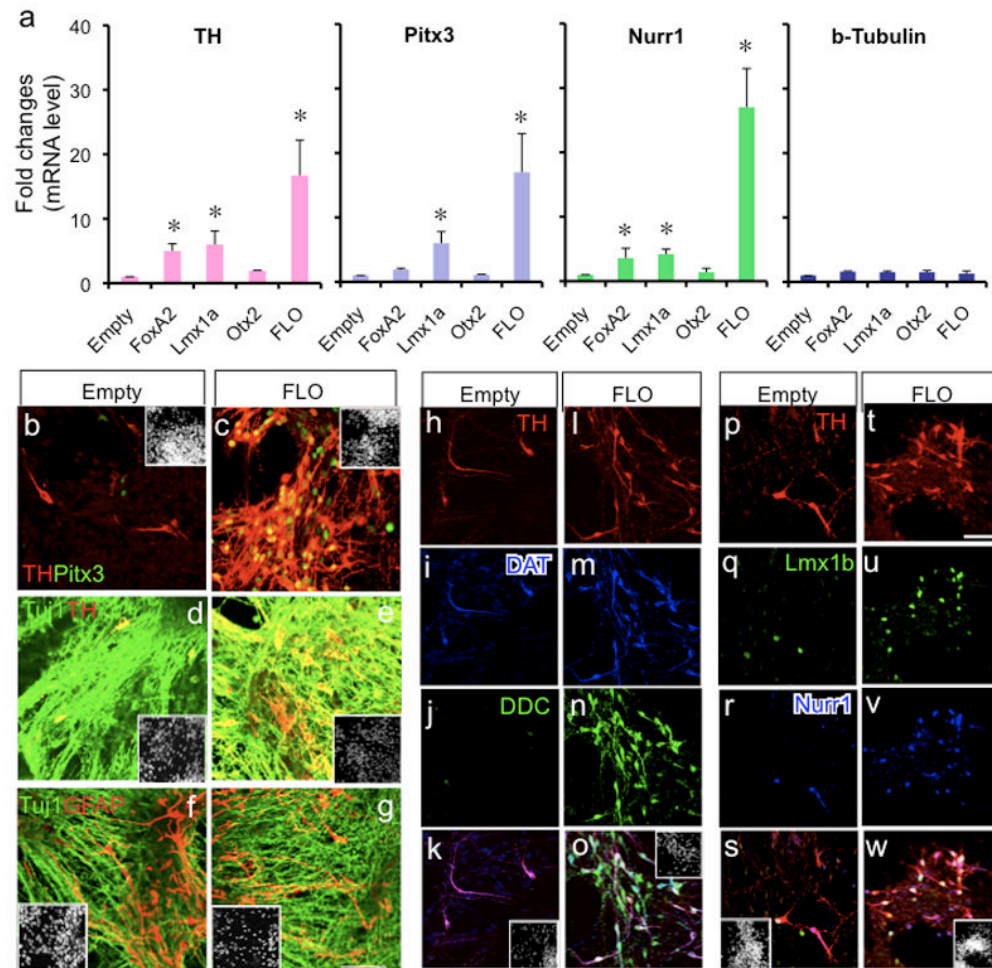 a
TH Pitx3 Nurr1 b-Tubulin
Fold changes
(mRNA level)
40
30
20
10
0
* * *
* *
* * *
Empty FoxA2 Lmx1a Otx2 FLO Empty FoxA2 Lmx1a Otx2 FLO Empty FoxA2 Lmx1a Otx2 FLO Empty FoxA2 Lmx1a Otx2 FLO
Empty FLO Empty FLO Empty FLO
b c h TH l p TH t
THPitx3
i DAT m q Lmx1b u
Tuj1TH d e
j DDC n r Nurr1 v
Tuj1GFAP f g
k o s w